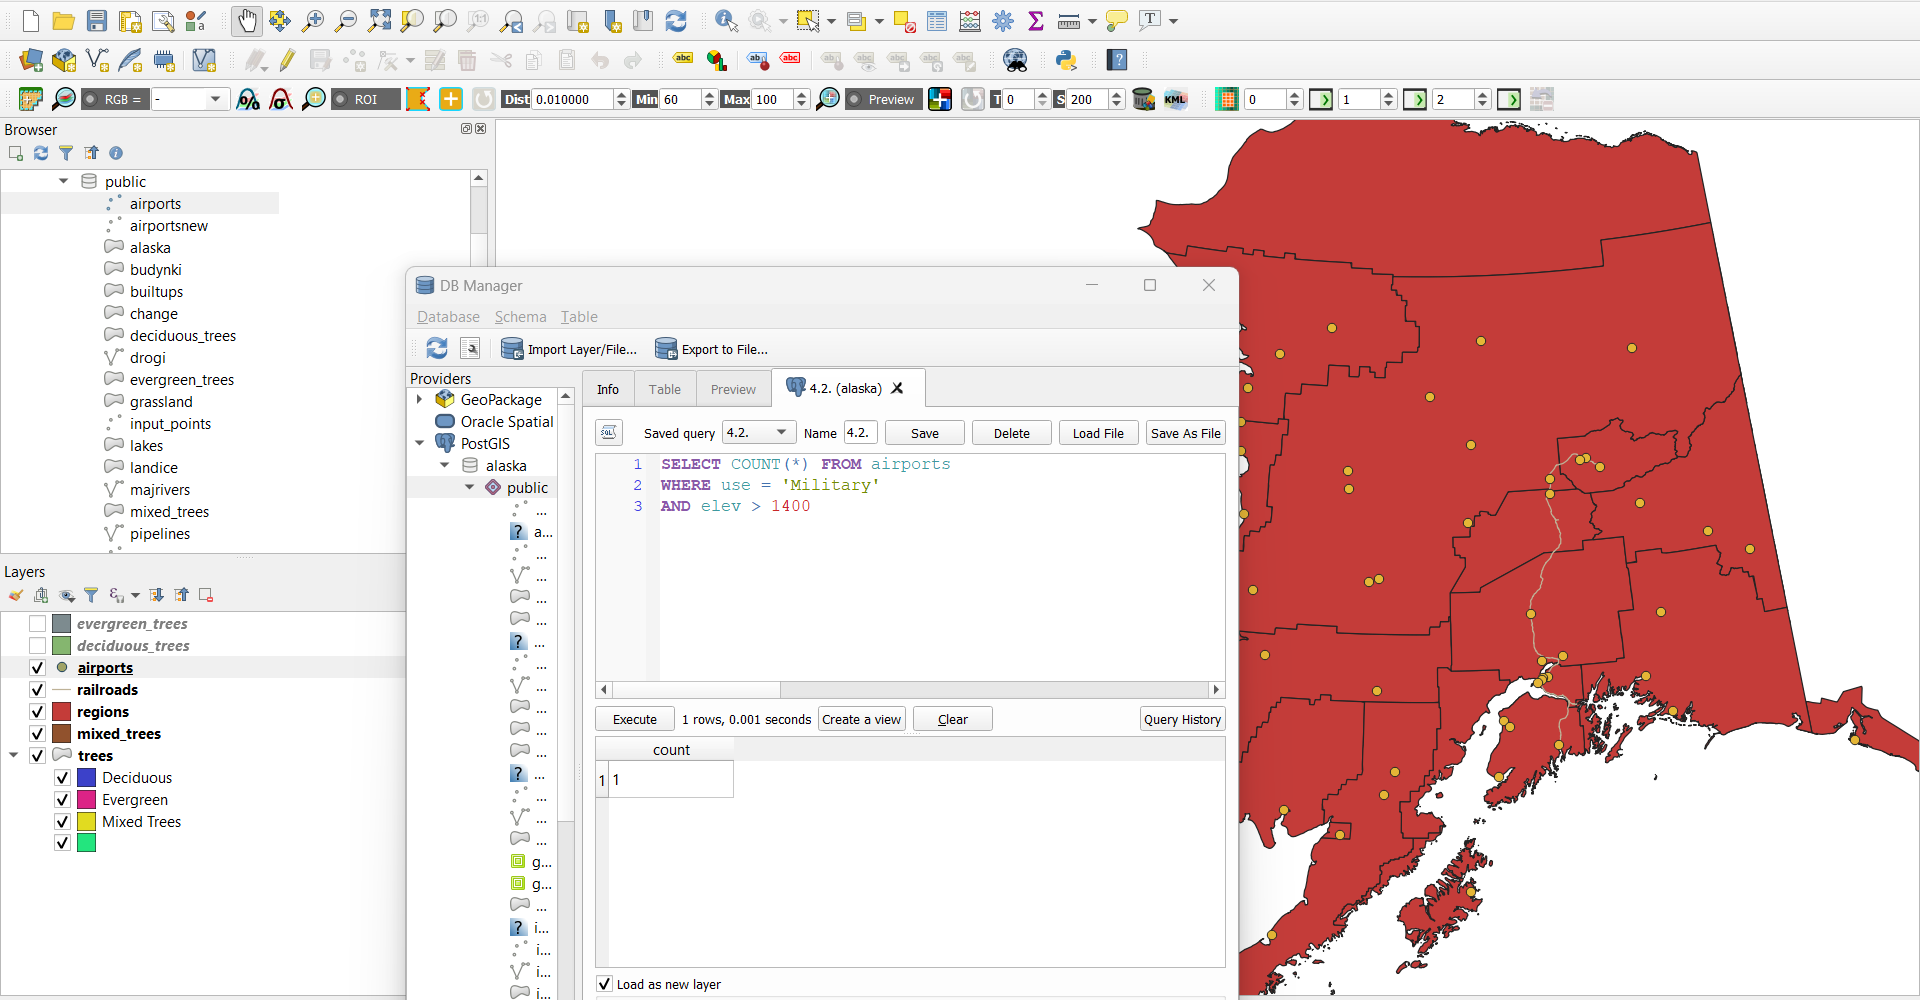 RGB = -
ROI
Dist 0.010000 Min 60 Max 100
Preview
T 0 S 200
KML
0 1 2
Browser
public
airports
airportsnew
alaska
budynki
builtups
change
deciduous_trees
drogi
evergreen_trees
grassland
input_points
lakes
landice
majrivers
mixed_trees
pipelines
Layers
evergreen_trees
deciduous_trees
airports
railroads
regions
mixed_trees
trees
Deciduous
Evergreen
Mixed Trees
DB Manager
Database Schema Table
Import Layer/File... Export to File...
Providers
GeoPackage
Oracle Spatial
PostGIS
alaska
public
...
a...
...
...
...
...
...
...
...
...
...
...
...
...
...
...
g...
g...
...
i...
i...
i...
i...
Info Table Preview 4.2. (alaska)
Saved query 4.2. Name 4.2. Save Delete Load File Save As File
1 SELECT COUNT(*) FROM airports
2 WHERE use = 'Military'
3 AND elev > 1400
Execute 1 rows, 0.001 seconds Create a view Clear Query History
count
1 1
Load as new layer